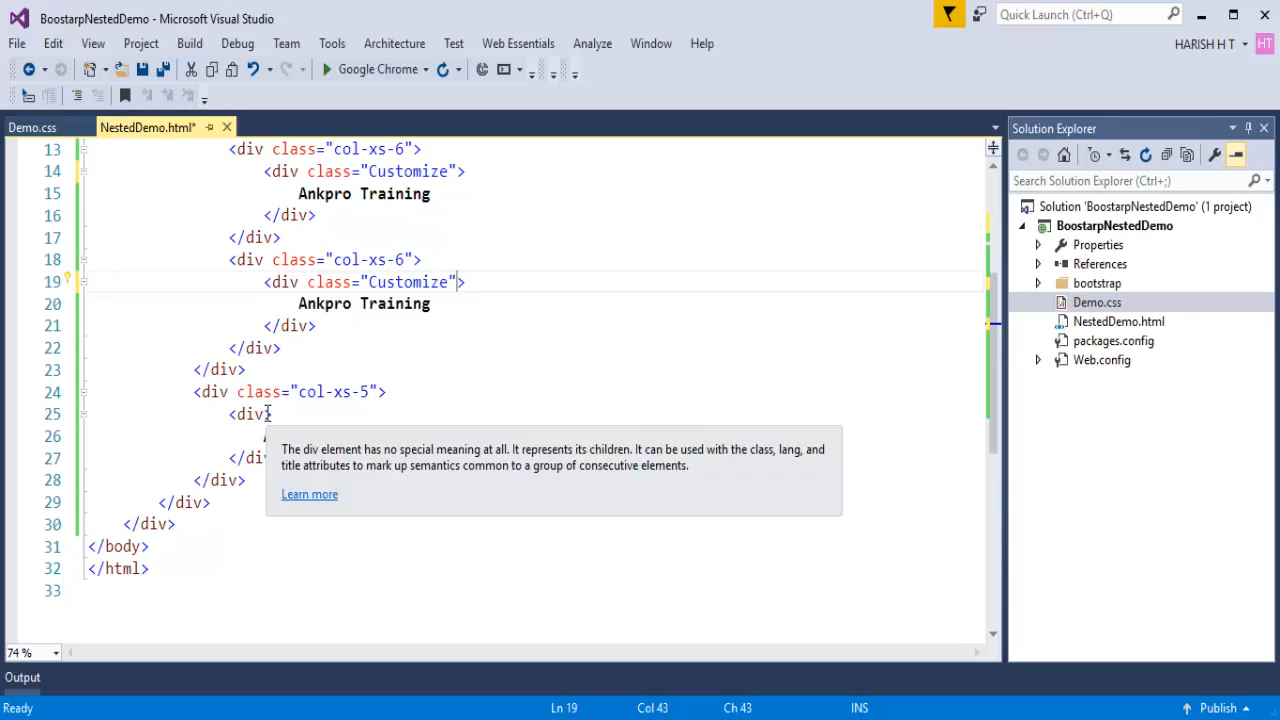 BoostarpNestedDemo - Microsoft Visual Studio
Quick Launch (Ctrl+Q)
File Edit View Project Build Debug Team Tools Architecture Test Web Essentials Analyze Window Help
HARISH H T
HT
Google Chrome
Demo.css
NestedDemo.html*
13 <div class="col-xs-6">
14 <div class="Customize">
15 Ankpro Training
16 </div>
17 </div>
18 <div class="col-xs-6">
19 <div class="Customize">
20 Ankpro Training
21 </div>
22 </div>
23 </div>
24 <div class="col-xs-5">
25 <div>
26
27 </di
28 </div>
29 </div>
30 </div>
31 </body>
32 </html>
33
The div element has no special meaning at all. It represents its children. It can be used with the class, lang, and
title attributes to mark up semantics common to a group of consecutive elements.
Learn more
74 %
Solution Explorer
Search Solution Explorer (Ctrl+;)
Solution 'BoostarpNestedDemo' (1 project)
BoostarpNestedDemo
Properties
References
bootstrap
Demo.css
NestedDemo.html
packages.config
Web.config
Output
Ready
Ln 19
Col 43
Ch 43
INS
Publish